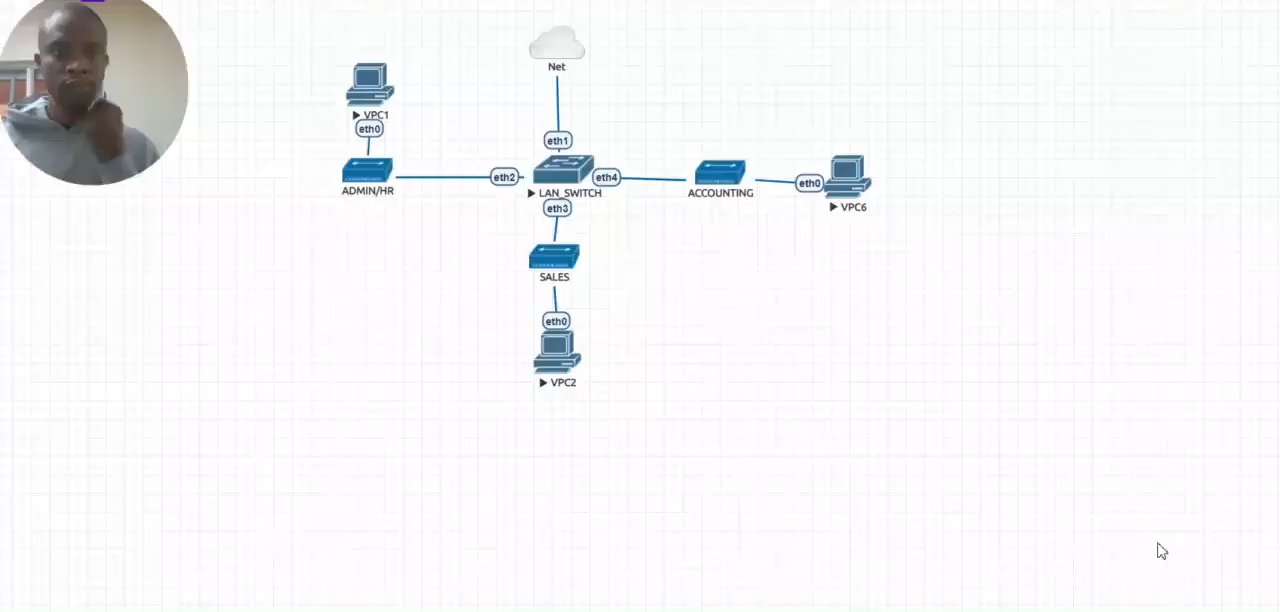 Net
VPC1
eth0
eth1
ADMIN/HR
eth2
LAN_SWITCH
eth4
ACCOUNTING
eth0
VPC6
eth3
SALES
eth0
VPC2